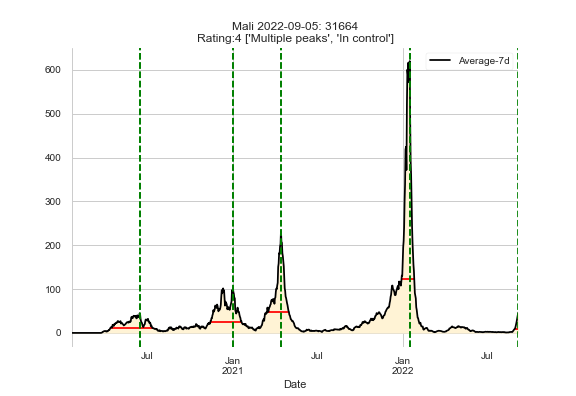 Mali 2022-09-05: 31664
Rating:4 ['Multiple peaks', 'In control']
Average-7d
600
500
400
300
200
100
0
Jul
Jan
2021
Jul
Jan
2022
Jul
Date